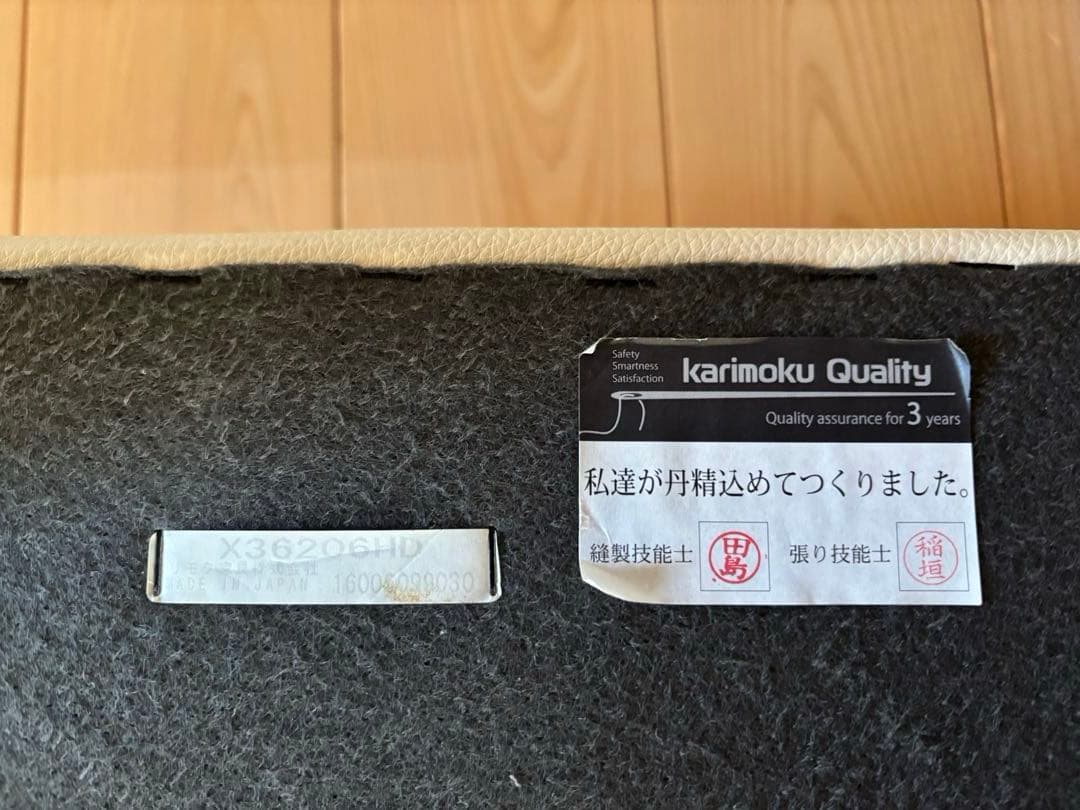 Safety
Smartness
Satisfaction
karimoku Quality
Quality assurance for 3 years
私達が丹精込めてつくりました。
縫製技能士 田島 張り技能士 稲垣
X36206HD
MADE IN JAPAN